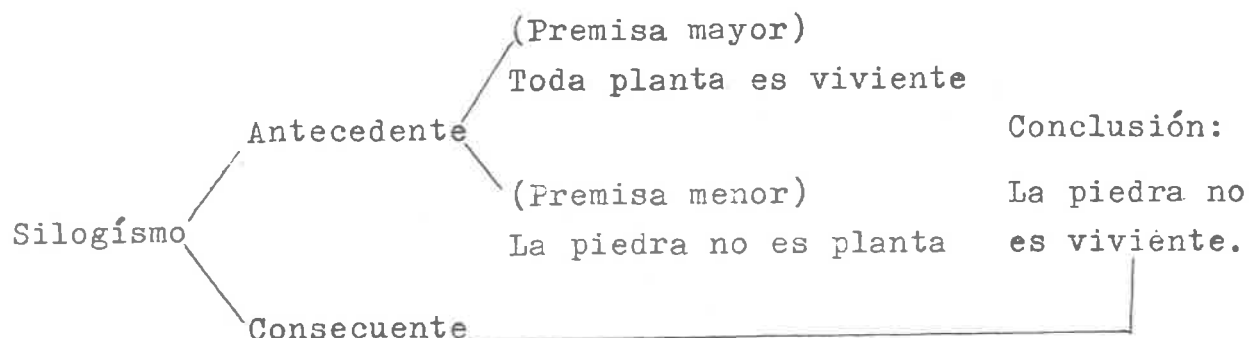 (Premisa mayor)
Toda planta es viviente
Antecedente
Conclusión:
(Premisa menor)
La piedra no
Silogísmo
La piedra no es planta
es viviente.
Consecuente